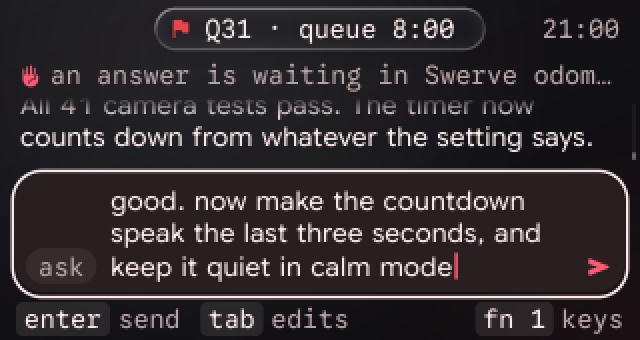 Q31 · queue 8:00
21:00
an answer is waiting in Swerve odom…
All 41 camera tests pass. The timer now
counts down from whatever the setting says.
good. now make the countdown
speak the last three seconds, and
ask keep it quiet in calm mode
enter send tab edits fn 1 keys